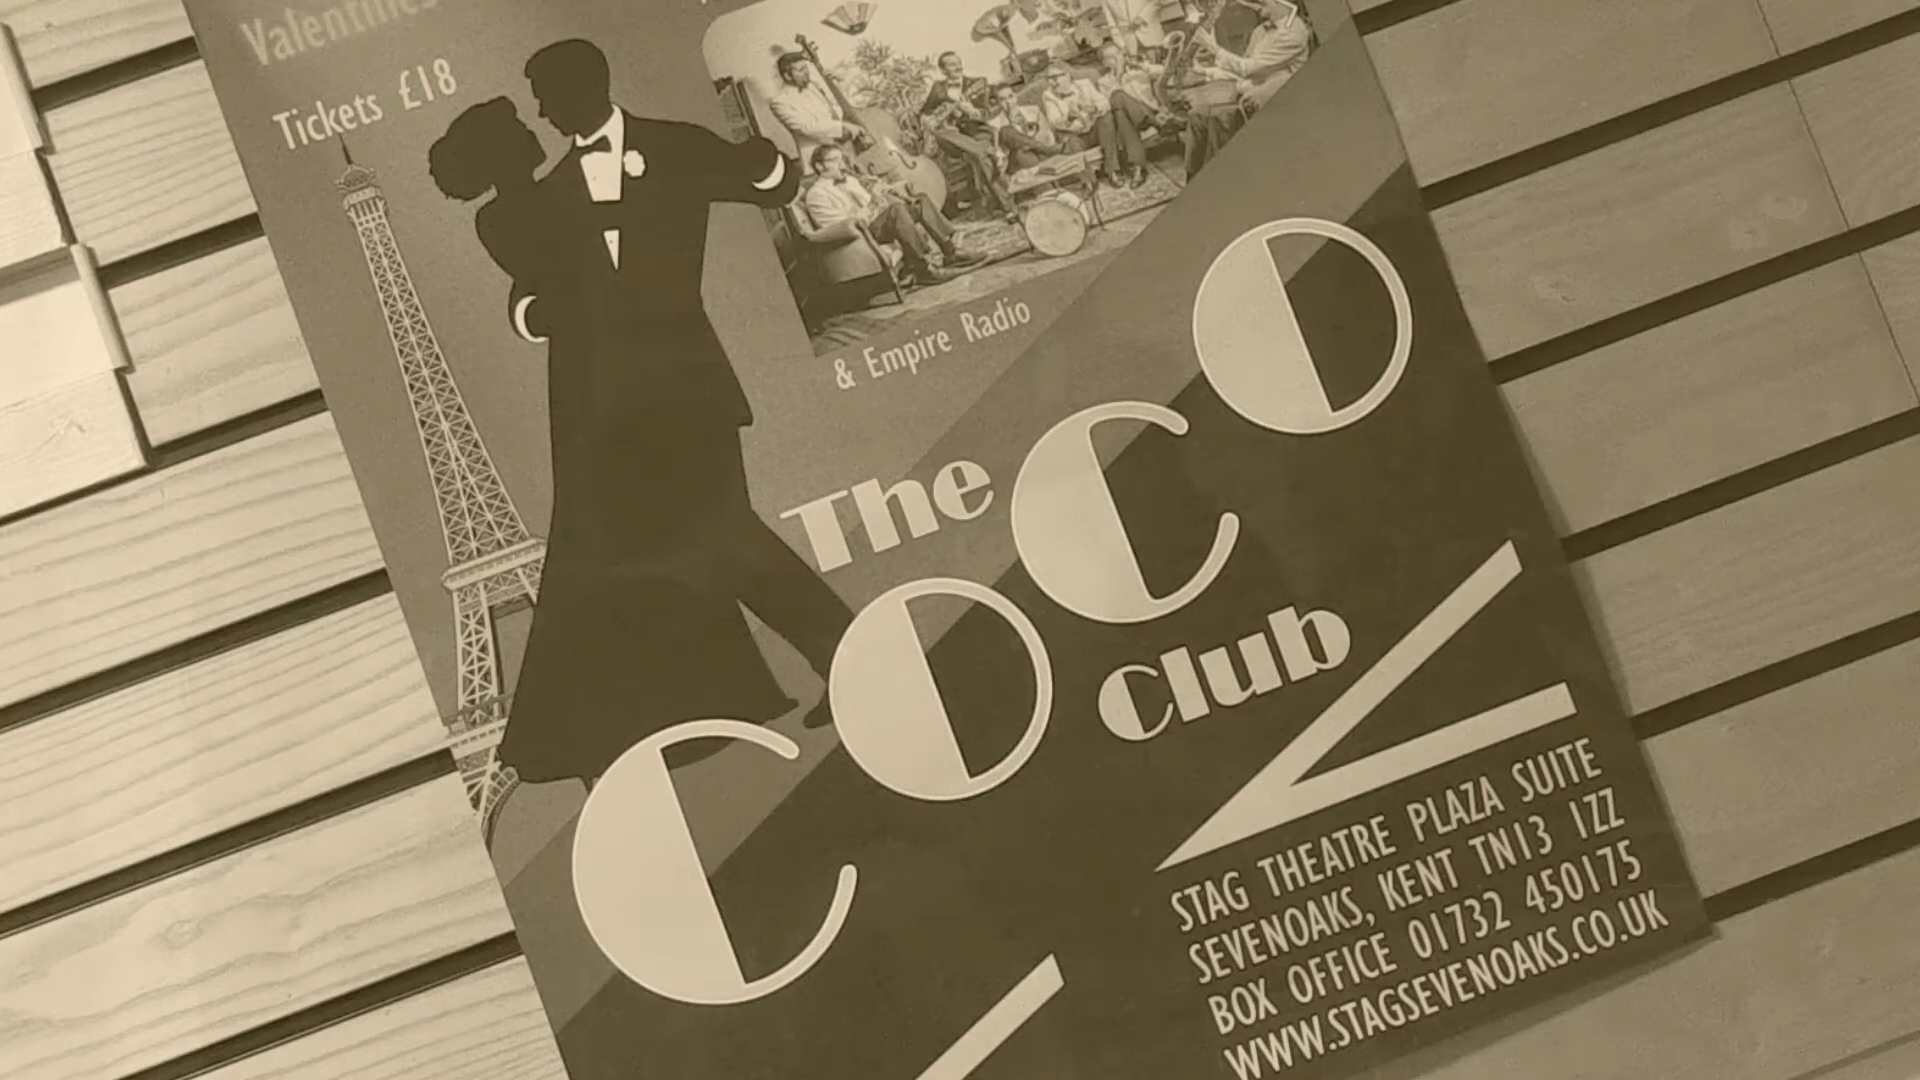 Valentines
Tickets £18
& Empire Radio
The
COCO
Club
STAG THEATRE PLAZA SUITE
SEVENOAKS, KENT TN13 1ZZ
BOX OFFICE 01732 450175
WWW.STAGSEVENOAKS.CO.UK